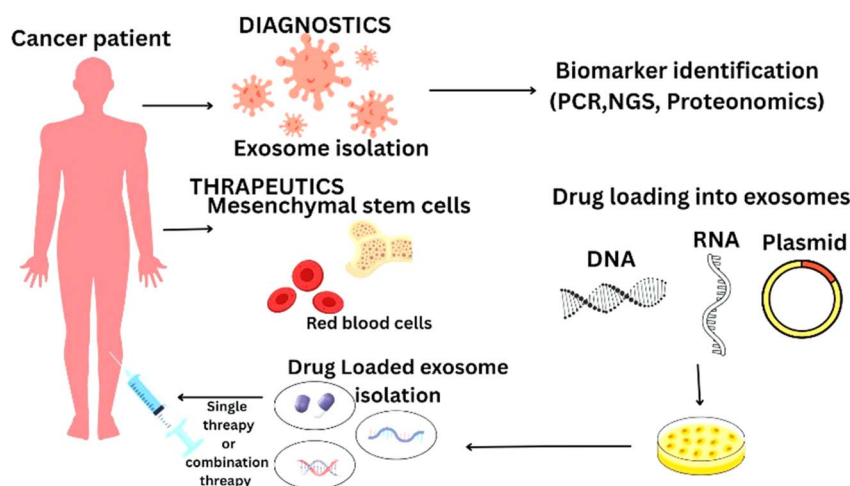 Cancer patient
DIAGNOSTICS
Exosome isolation
Biomarker identification
(PCR,NGS, Proteonomics)
THRAPEUTICS
Mesenchymal stem cells
Red blood cells
Drug loading into exosomes
DNA
RNA
Plasmid
Drug Loaded exosome
isolation
Single
threapy
or
combination
threapy